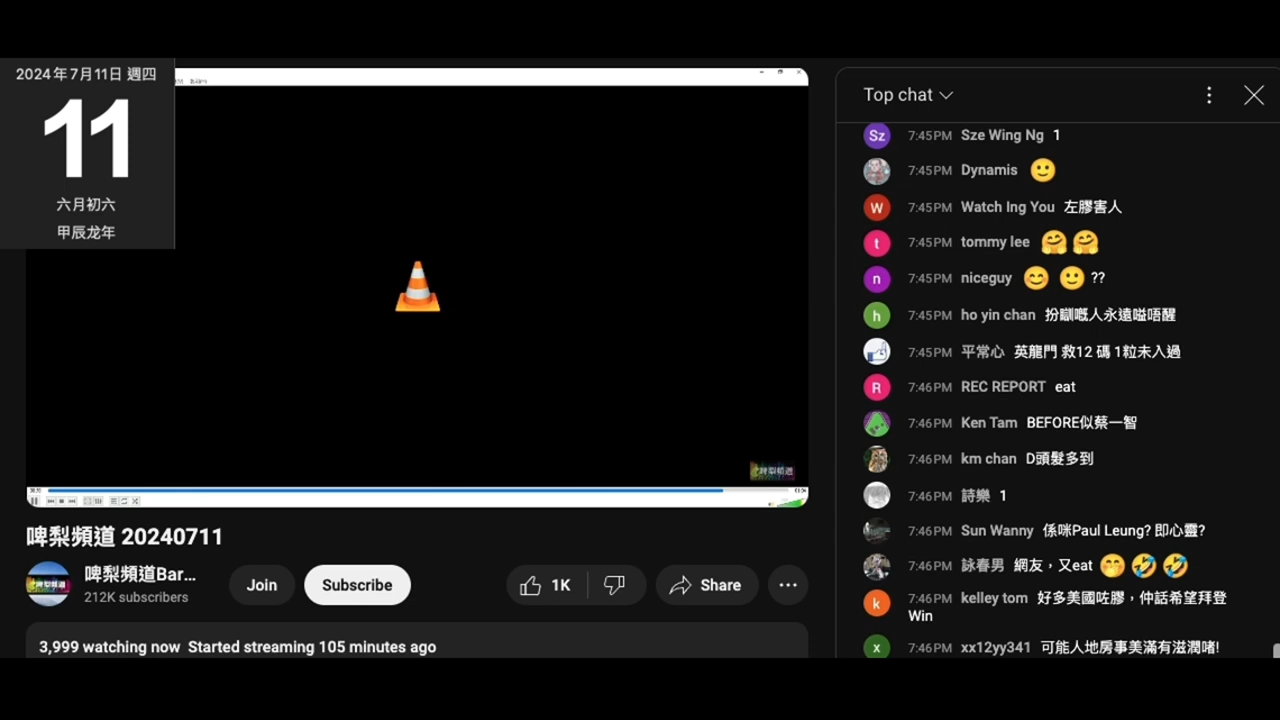 2024年7月11日 週四
11
六月初六
甲辰龙年
啤梨頻道
啤梨頻道 20240711
啤梨頻道Bar...
212K subscribers
Join
Subscribe
1K
Share
3,999 watching now Started streaming 105 minutes ago
Top chat
Sz 7:45PM Sze Wing Ng 1
7:45PM Dynamis
W 7:45PM Watch Ing You 左膠害人
t 7:45PM tommy lee
n 7:45PM niceguy ??
h 7:45PM ho yin chan 扮瞓嘅人永遠嗌唔醒
7:45PM 平常心 英龍門 救12 碼 1粒未入過
R 7:46PM REC REPORT eat
7:46PM Ken Tam BEFORE似蔡一智
7:46PM km chan D頭髮多到
7:46PM 詩樂 1
7:46PM Sun Wanny 係咪Paul Leung? 即心靈?
7:46PM 詠春男 網友，又eat
k 7:46PM kelley tom 好多美國咗膠，仲話希望拜登
Win
x 7:46PM xx12yy341 可能人地房事美滿有滋潤啫!